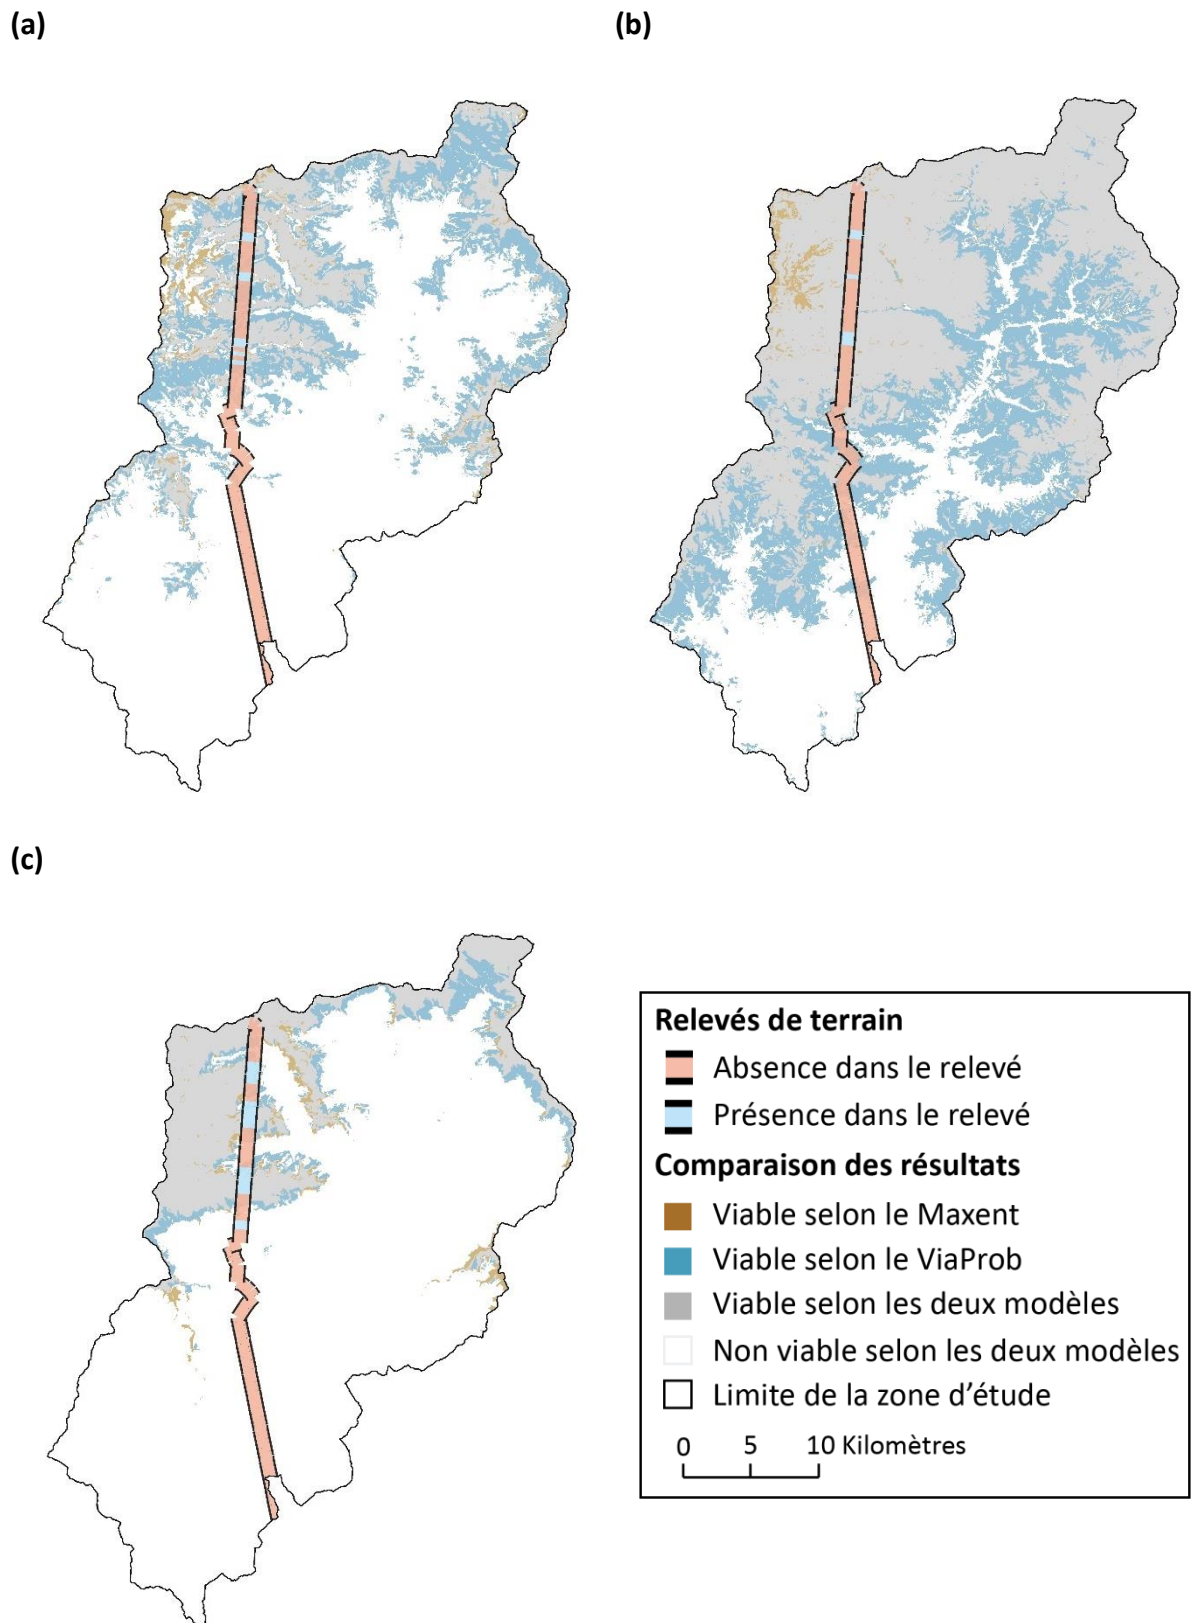 (a)
(b)
(c)
Relevés de terrain
Absence dans le relevé
Présence dans le relevé
Comparaison des résultats
Viable selon le Maxent
Viable selon le ViaProb
Viable selon les deux modèles
Non viable selon les deux modèles
Limite de la zone d'étude
0 5 10 Kilomètres